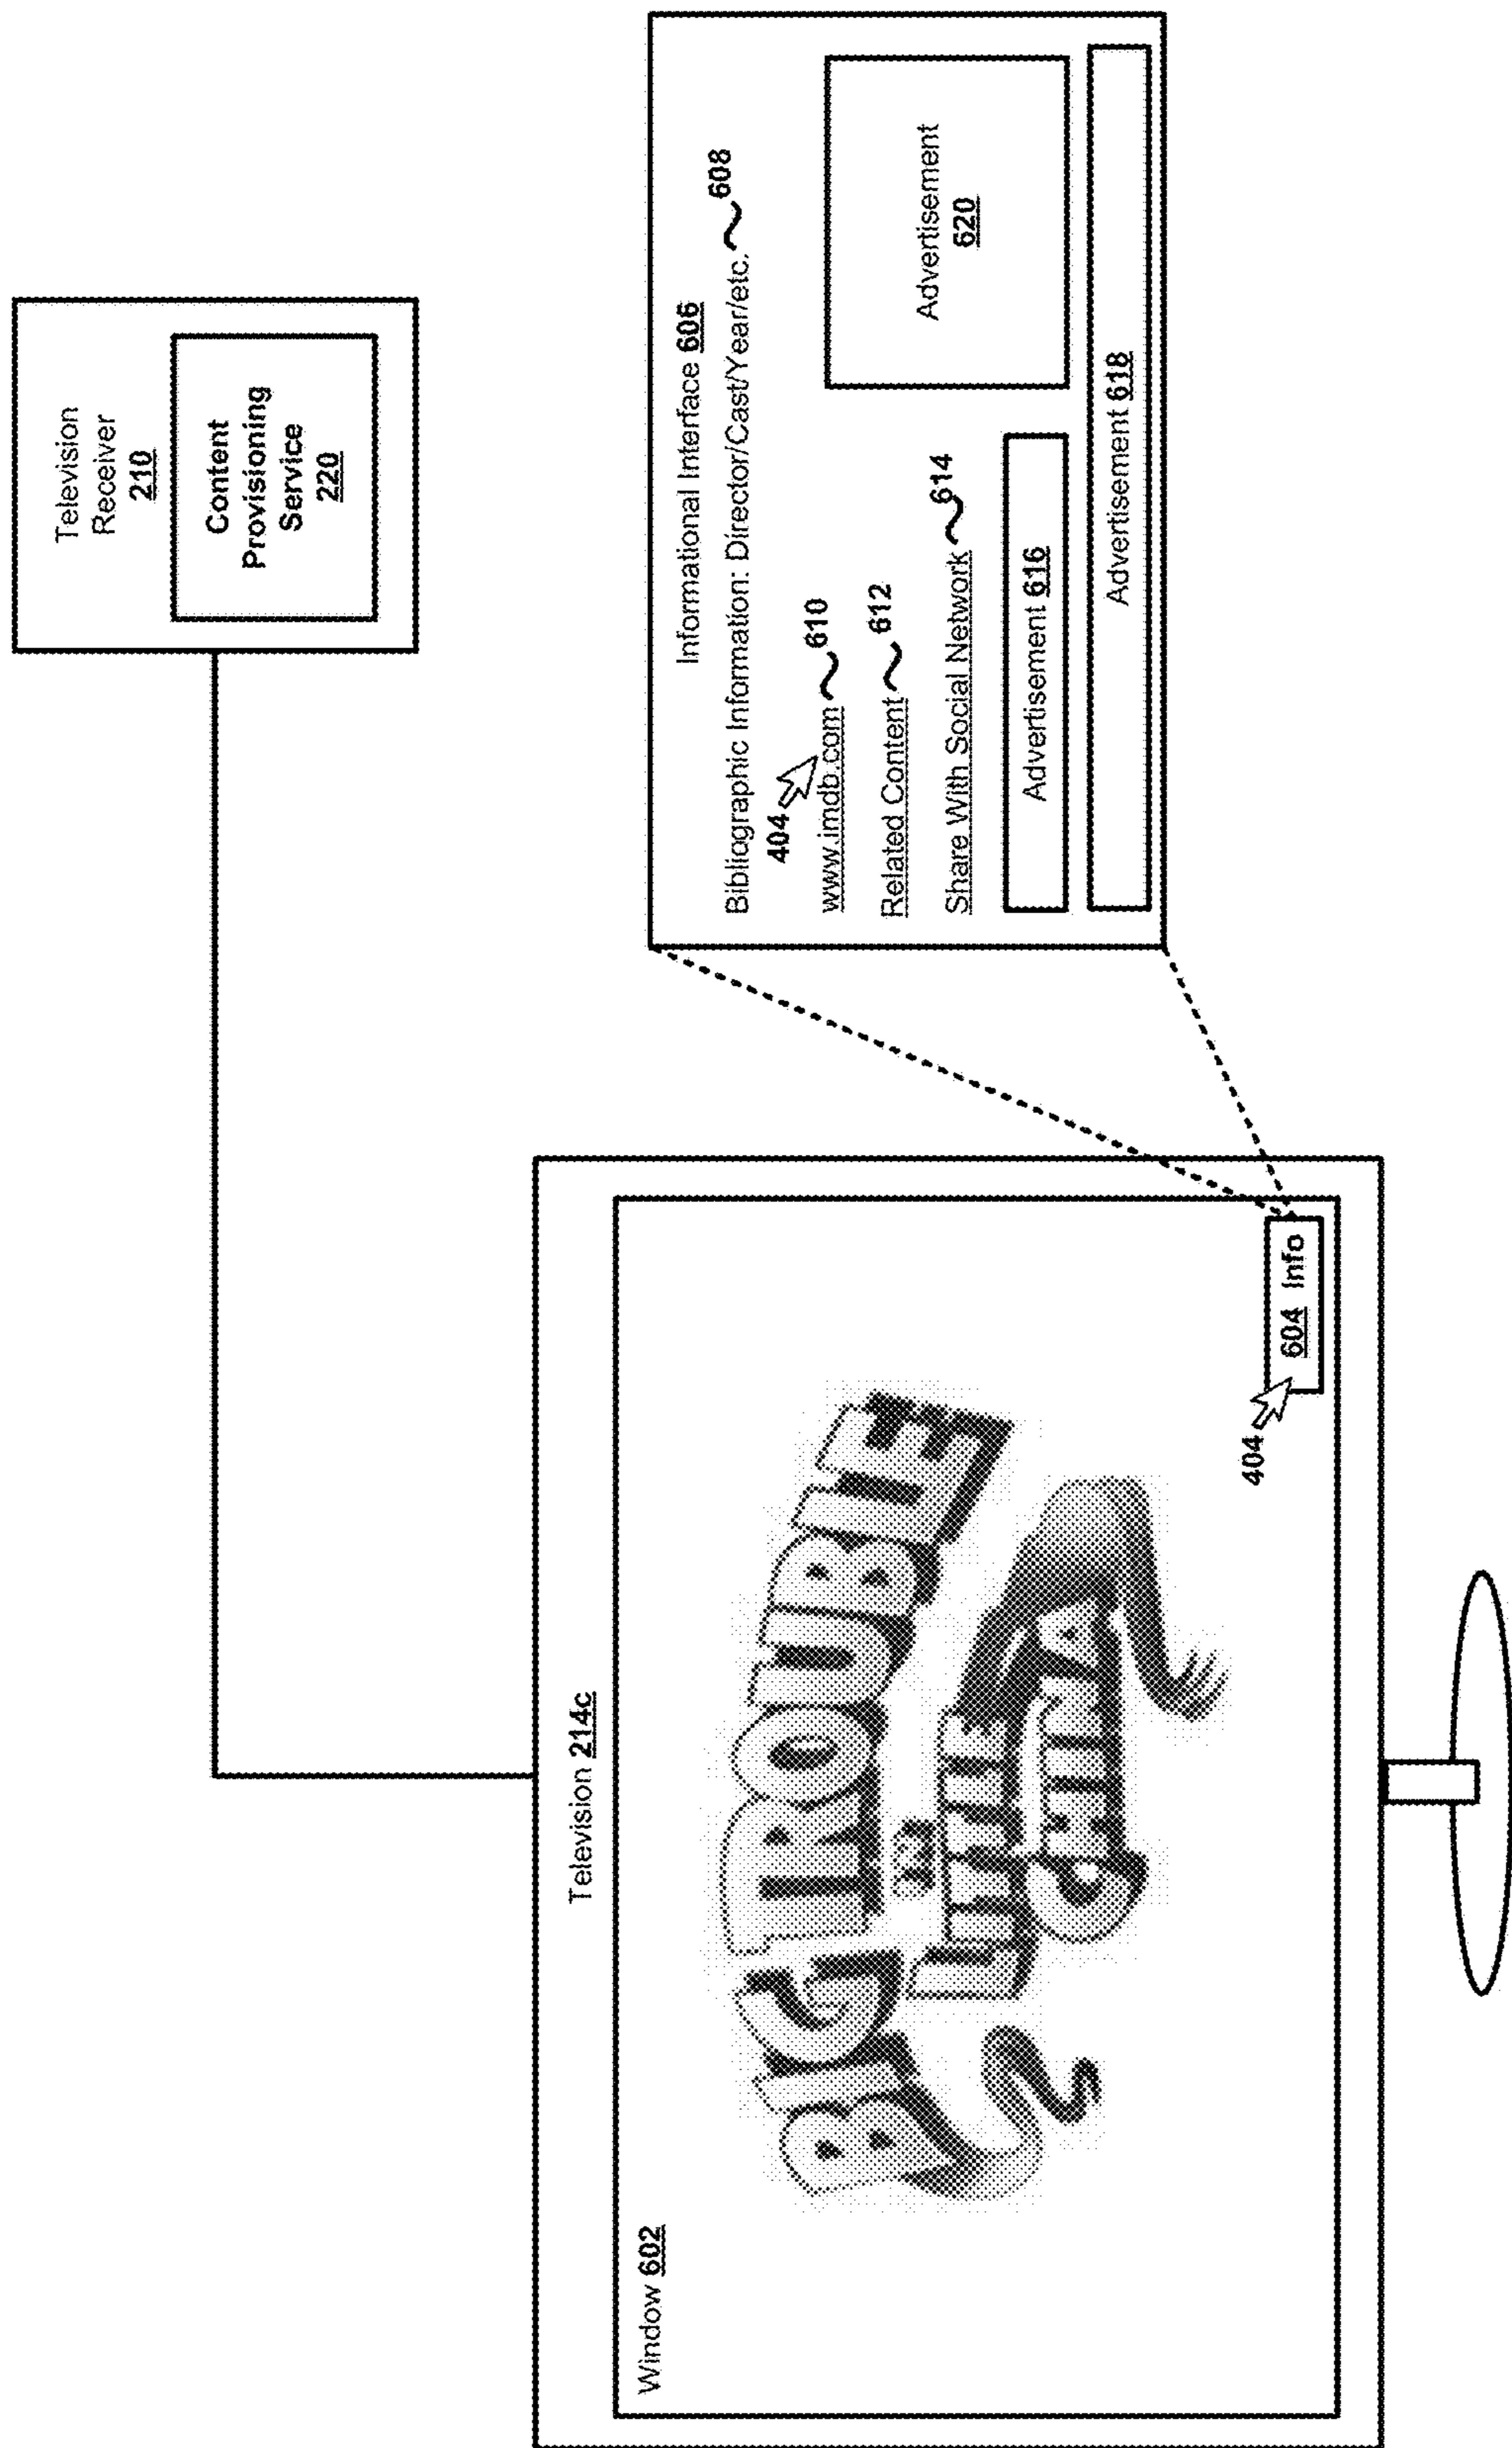 Television
Receiver
210
Content
Provisioning
Service
220
Television 214c
Window 602
BIG TROUBLE
IN
LITTLE
CHINA
404
604 Info
Informational Interface 606
Bibliographic Information: Director/Cast/Year/etc. 608
404
www.imdb.com 610
Related Content 612
Share With Social Network 614
Advertisement 616
Advertisement
620
Advertisement 618